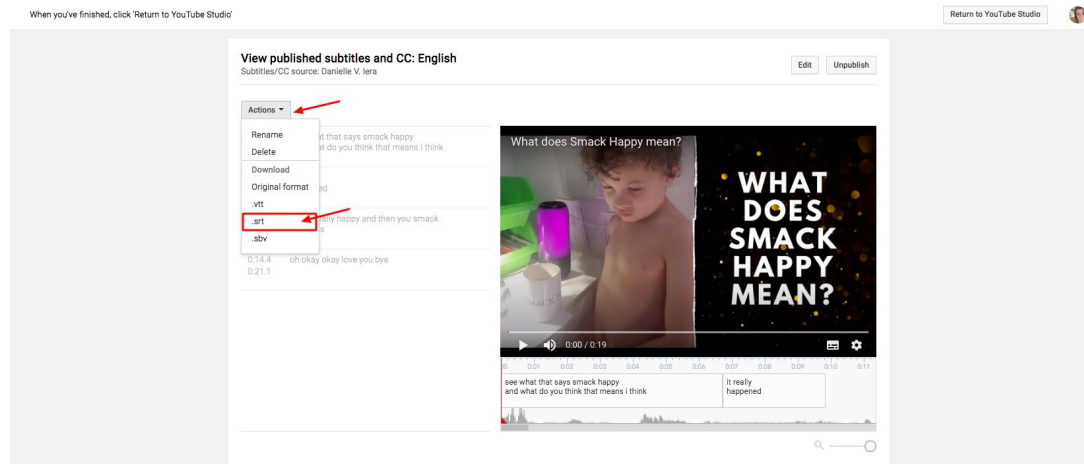 When you've finished, click 'Return to YouTube Studio'
Return to YouTube Studio
View published subtitles and CC: English
Subtitles/CC source: Danielle V. Iera
Edit
Unpublish
Actions
Rename
Delete
Download
Original format
.vtt
.srt
.sbv
that says smack happy
do you think that means i think
happy and then you smack
0:14.4 oh okay okay love you bye
0:21.1
What does Smack Happy mean?
WHAT
DOES
SMACK
HAPPY
MEAN?
0:00 / 0:19
0:01 0:02 0:03 0:04 0:05 0:06 0:07 0:08 0:09 0:10 0:11
see what that says smack happy
and what do you think that means i think
it really
happened